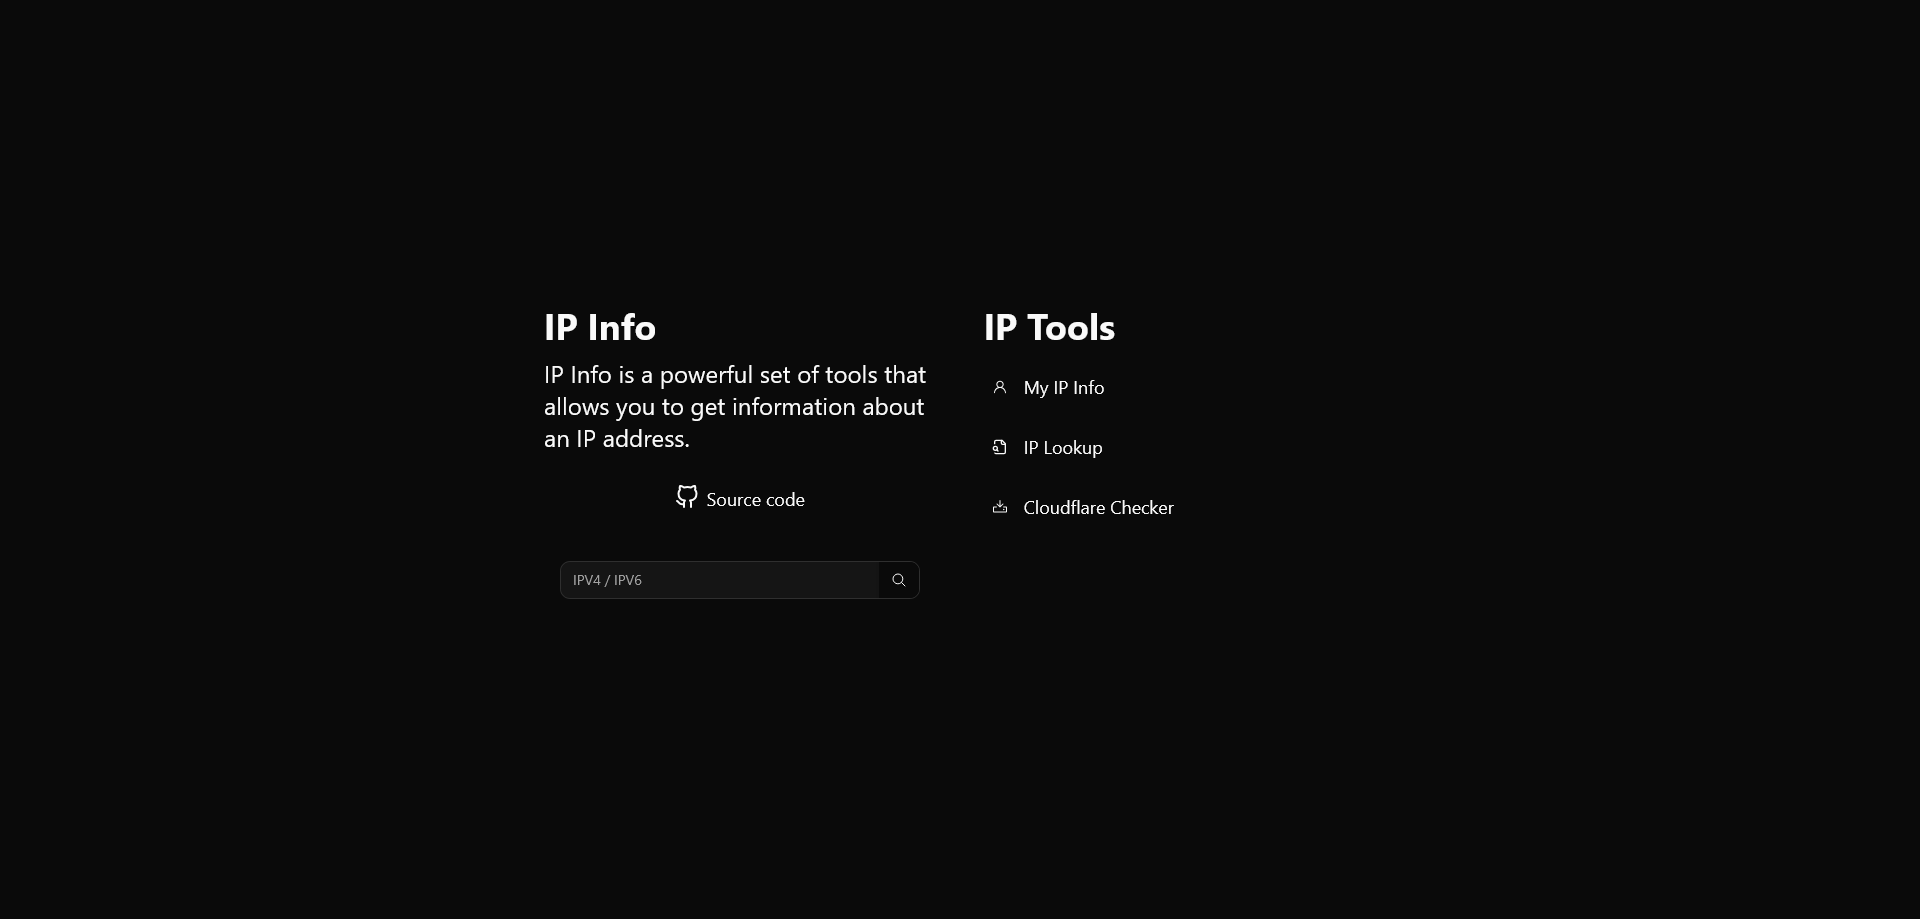 IP Info
IP Info is a powerful set of tools that
allows you to get information about
an IP address.
Source code
IPV4 / IPV6
IP Tools
My IP Info
IP Lookup
Cloudflare Checker